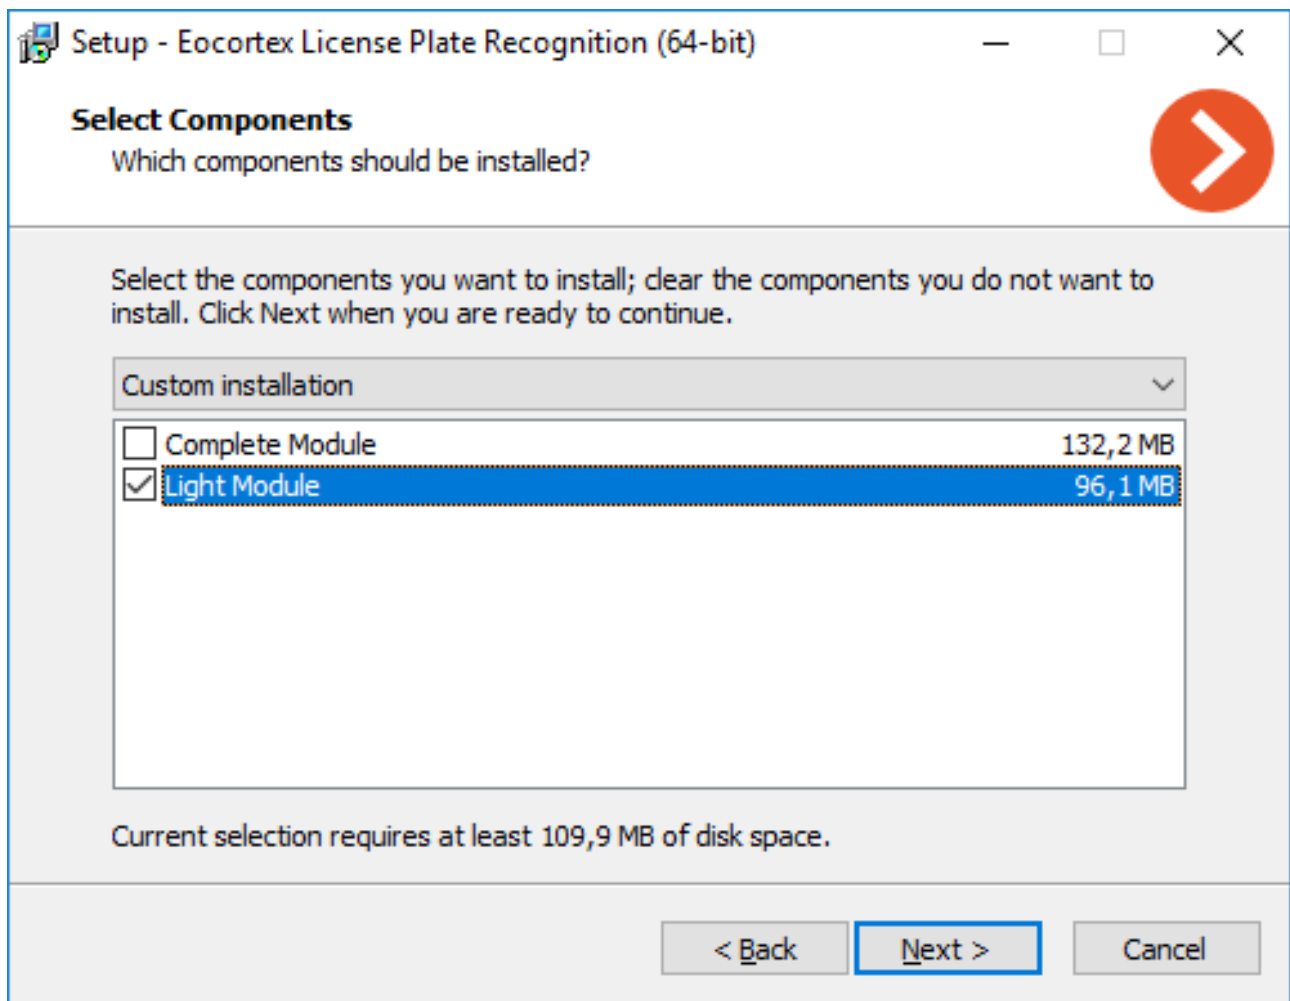 Setup - Eocortex License Plate Recognition (64-bit)
Select Components
Which components should be installed?
Select the components you want to install; clear the components you do not want to
install. Click Next when you are ready to continue.
Custom installation
Complete Module 132,2 MB
Light Module 96,1 MB
Current selection requires at least 109,9 MB of disk space.
< Back Next > Cancel